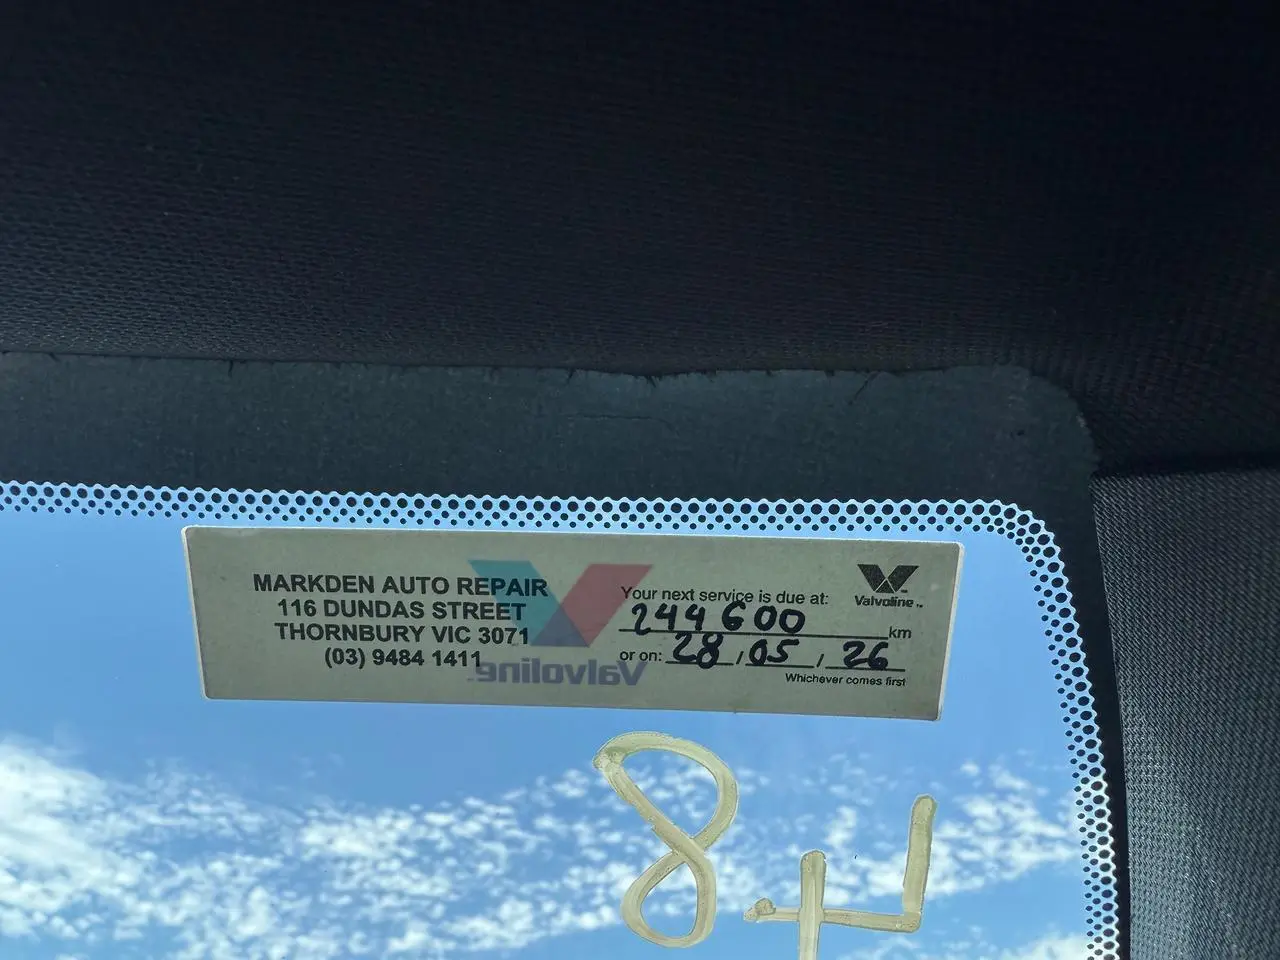 MARKDEN AUTO REPAIR
116 DUNDAS STREET
THORNBURY VIC 3071
(03) 9484 1411
Valvoline
Valvoline™
Your next service is due at:
244600 km
or on: 28/05/26
Whichever comes first
84